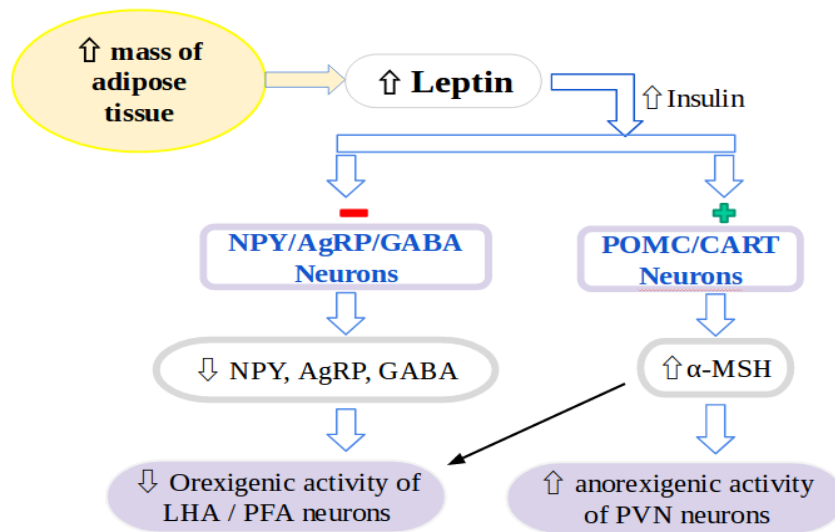 ⇧ mass of
adipose
tissue
⇧ Leptin
⇧ Insulin
NPY/AgRP/GABA
Neurons
POMC/CART
Neurons
⇩ NPY, AgRP, GABA
⇧ α-MSH
⇩ Orexigenic activity of
LHA / PFA neurons
⇧ anorexigenic activity
of PVN neurons